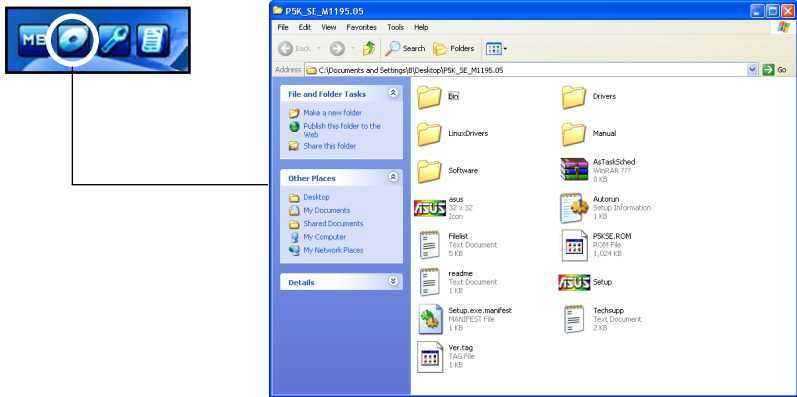 MB
P5K_SE_M1195.05
File Edit View Favorites Tools Help
Back Search Folders
Address C:\Documents and Settings\B\Desktop\P5K_SE_M1195.05 Go
File and Folder Tasks
Make a new folder
Publish this folder to the
Web
Share this folder
Other Places
Desktop
My Documents
Shared Documents
My Computer
My Network Places
Details
Bin
Drivers
LinuxDrivers
Manual
Software
AsTaskSched
WinRAR ???
8 KB
ASUS
asus
32 x 32
Icon
Autorun
Setup Information
1 KB
Filelist
Text Document
5 KB
P5KSE.ROM
ROM File
1,024 KB
readme
Text Document
1 KB
ASUS
Setup
Setup.exe.manifest
MANIFEST File
1 KB
Techsupp
Text Document
2 KB
Ver.tag
TAG File
1 KB